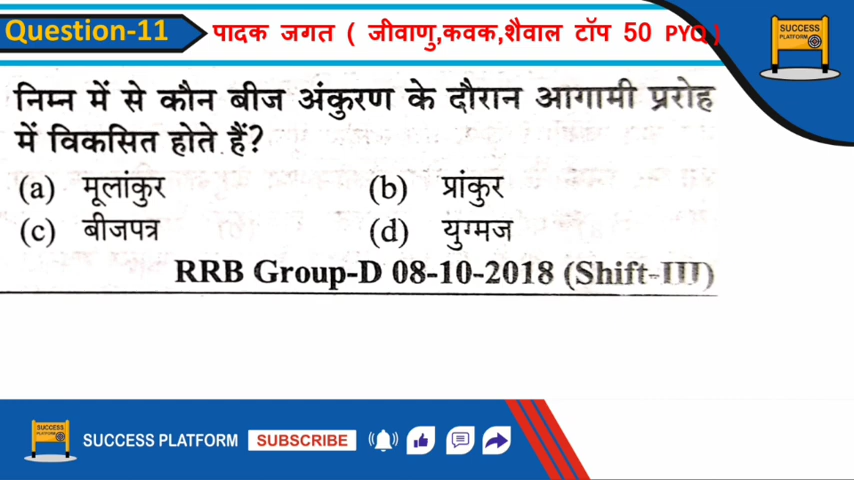 Question-11
पादक जगत ( जीवाणु,कवक,शैवाल टॉप 50 PYQ)
SUCCESS
PLATFORM
निम्न में से कौन बीज अंकुरण के दौरान आगामी प्ररोह
में विकसित होते हैं?
(a) मूलांकुर (b) प्रांकुर
(c) बीजपत्र (d) युग्मज
RRB Group-D 08-10-2018 (Shift-III)
SUCCESS
PLATFORM
SUCCESS PLATFORM SUBSCRIBE